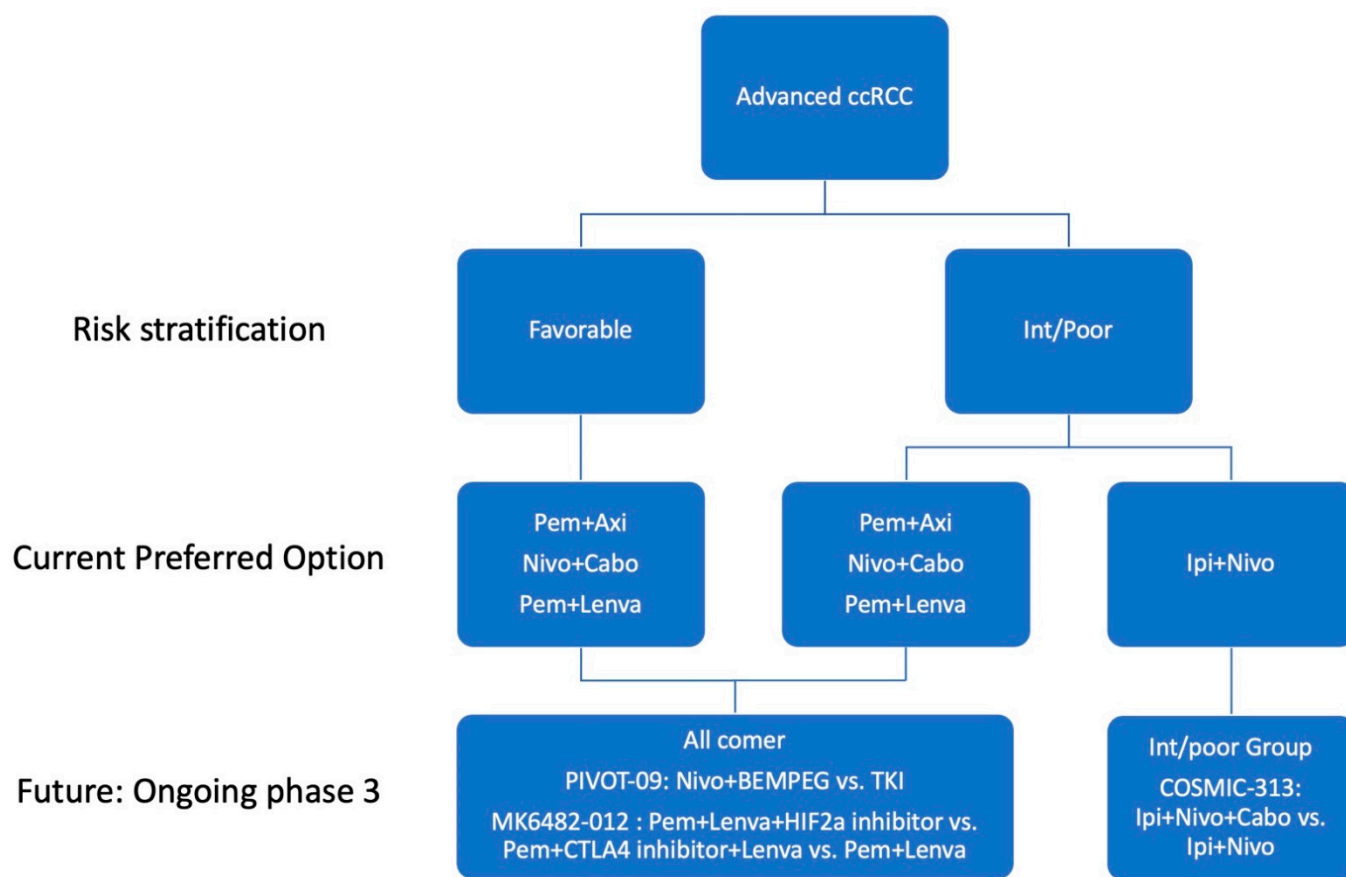 Advanced ccRCC
Risk stratification
Favorable
Int/Poor
Current Preferred Option
Pem+Axi
Nivo+Cabo
Pem+Lenva
Pem+Axi
Nivo+Cabo
Pem+Lenva
Ipi+Nivo
Future: Ongoing phase 3
All comer
PIVOT-09: Nivo+BEMPEG vs. TKI
MK6482-012 : Pem+Lenva+HIF2a inhibitor vs.
Pem+CTLA4 inhibitor+Lenva vs. Pem+Lenva
Int/poor Group
COSMIC-313:
Ipi+Nivo+Cabo vs.
Ipi+Nivo